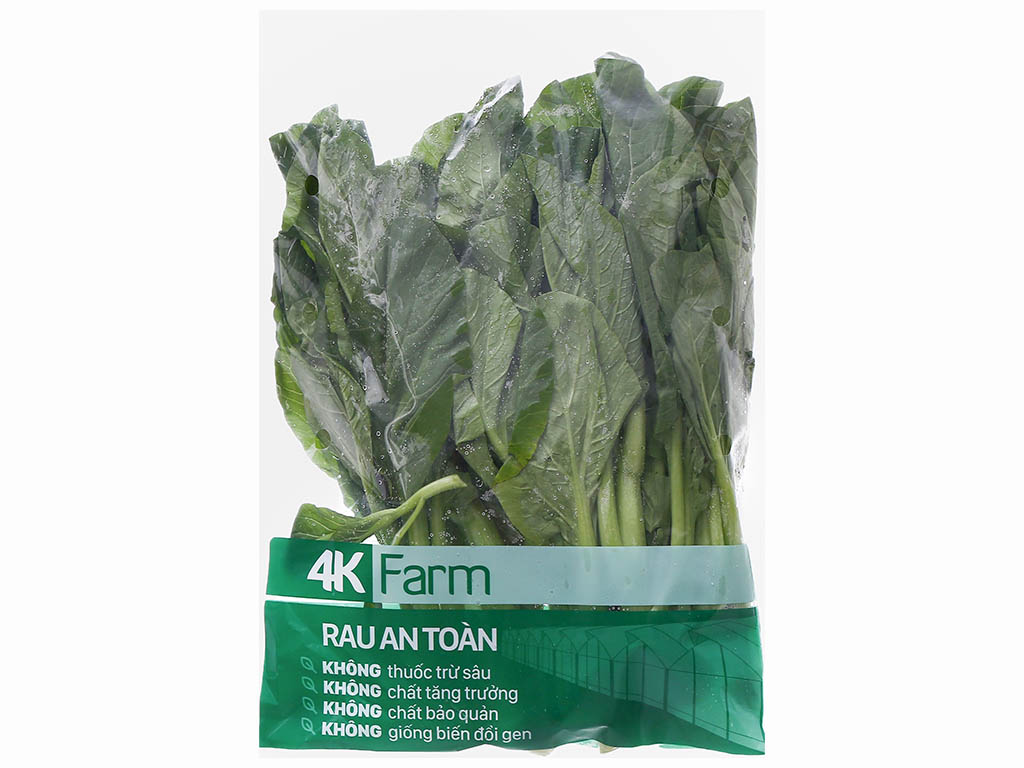 4K Farm
RAU AN TOÀN
KHÔNG thuốc trừ sâu
KHÔNG chất tăng trưởng
KHÔNG chất bảo quản
KHÔNG giống biến đổi gen